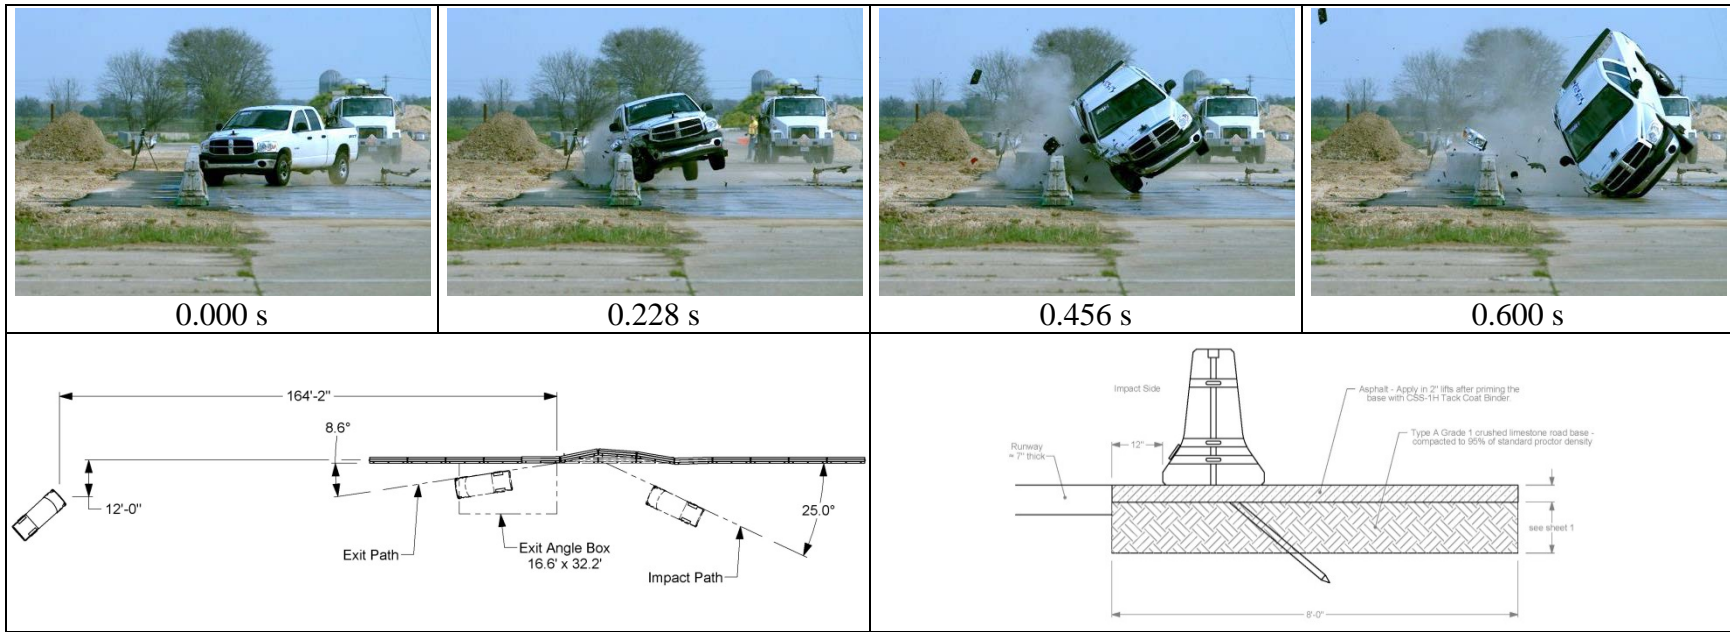 0.000 s
0.228 s
0.456 s
0.600 s
164'-2"
8.6°
12'-0"
25.0°
Exit Path
Exit Angle Box
16.6' x 32.2'
Impact Path
Impact Side
12"
Runway
≈ 7" thick
Asphalt - Apply in 2" lifts after priming the
base with CSS-1H Tack Coat Binder.
Type A Grade 1 crushed limestone road base -
compacted to 95% of standard proctor density
see sheet 1
8'-0"